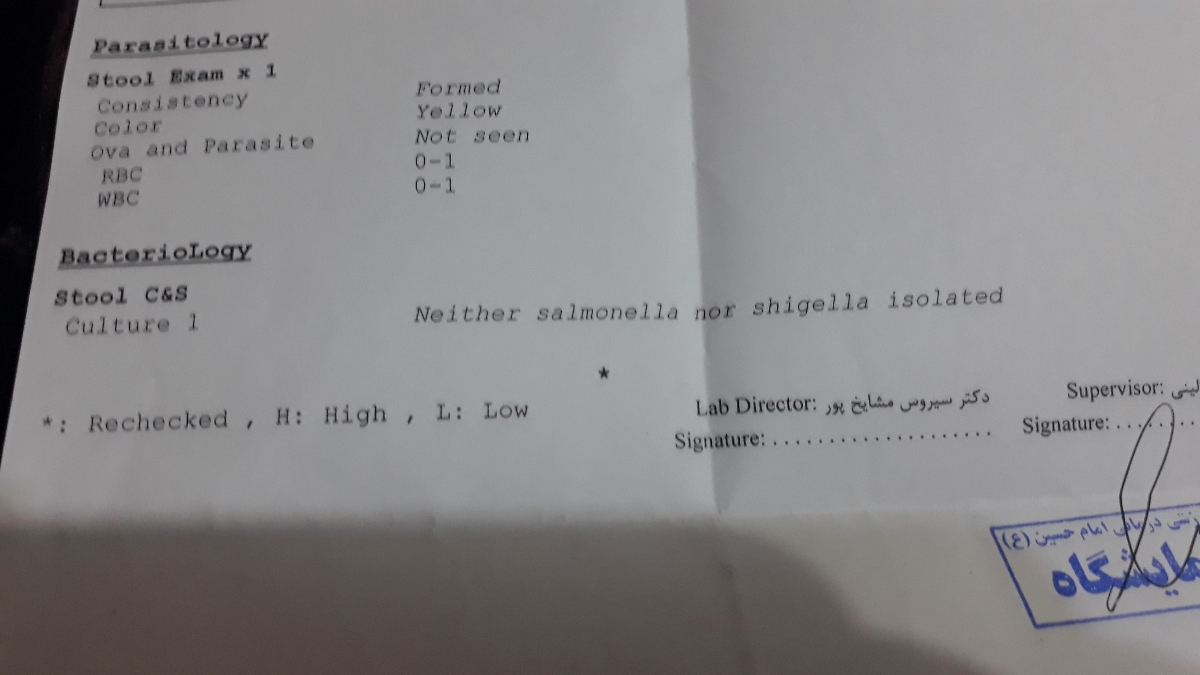 Parasitology
Stool Exam x 1
Consistency Formed
Color Yellow
Ova and Parasite Not seen
RBC 0-1
WBC 0-1
BacterioLogy
Stool C&S
Culture 1 Neither salmonella nor shigella isolated
*
*: Rechecked , H: High , L: Low
Lab Director: دکتر سیروس مشایخ پور Supervisor:
Signature: .................... Signature: ........
درمانی امام حسین (ع)